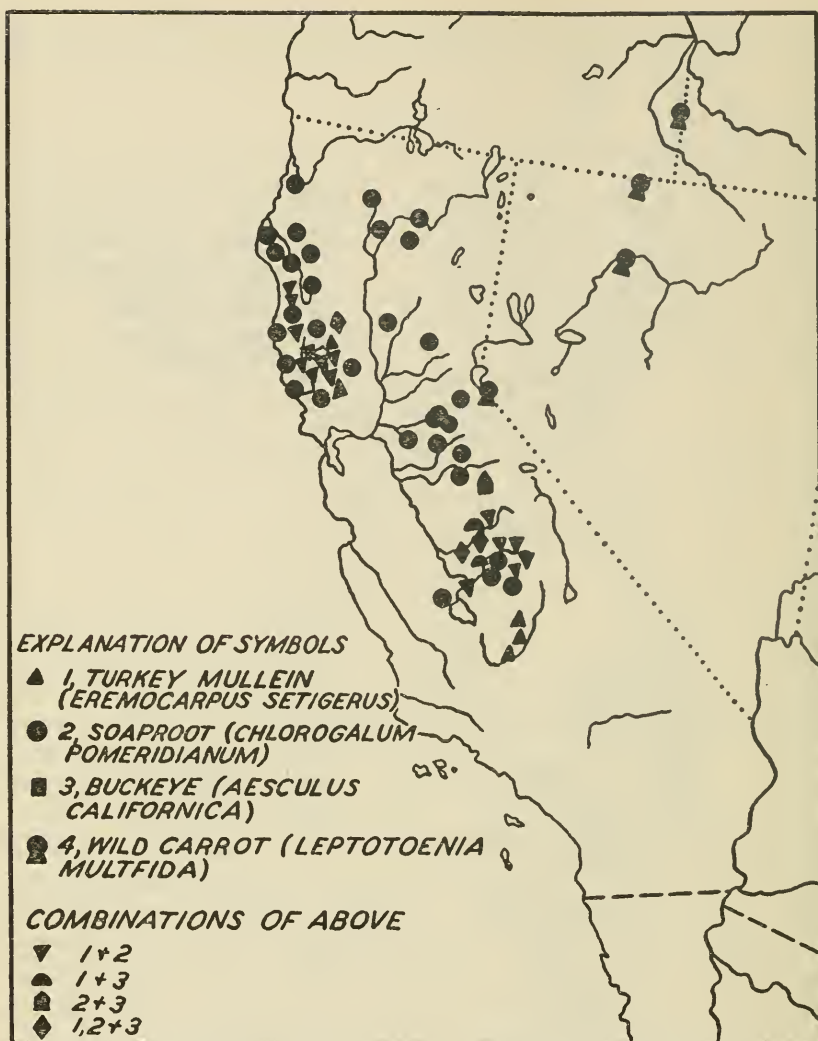 EXPLANATION OF SYMBOLS
1, TURKEY MULLEIN
(EREMOCARPUS SETIGERUS)
2, SOAPROOT (CHLOROGALUM
POMERIDIANUM)
3, BUCKEYE (AESCULUS
CALIFORNICA)
4, WILD CARROT (LEPTOTOENIA
MULTFIDA)
COMBINATIONS OF ABOVE
1+2
1+3
2+3
1,2+3